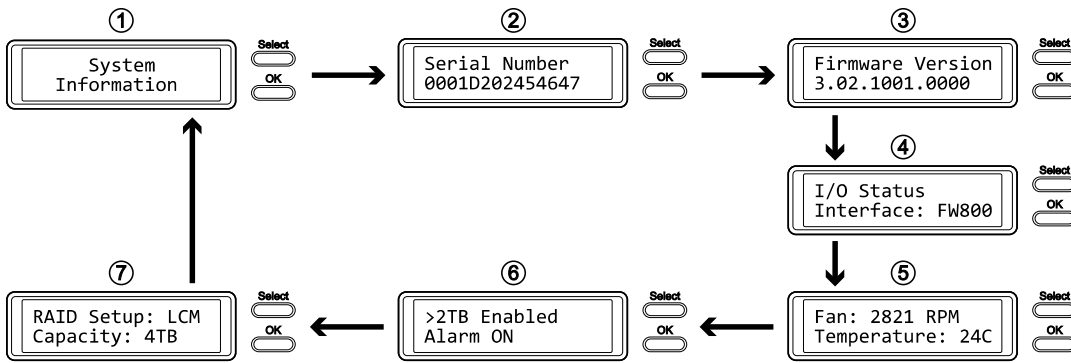 ①
System
Information
Select
OK
②
Serial Number
0001D202454647
Select
OK
③
Firmware Version
3.02.1001.0000
Select
OK
④
I/O Status
Interface: FW800
Select
OK
⑤
Fan: 2821 RPM
Temperature: 24C
Select
OK
⑥
>2TB Enabled
Alarm ON
Select
OK
⑦
RAID Setup: LCM
Capacity: 4TB
Select
OK